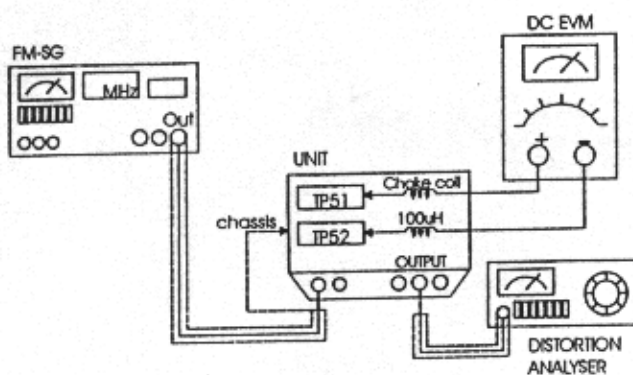 DC EVM
FM-SG
MHz
Out
+
-
UNIT
Choke coil
TP51
chassis
100uH
TP52
OUTPUT
DISTORTION
ANALYSER